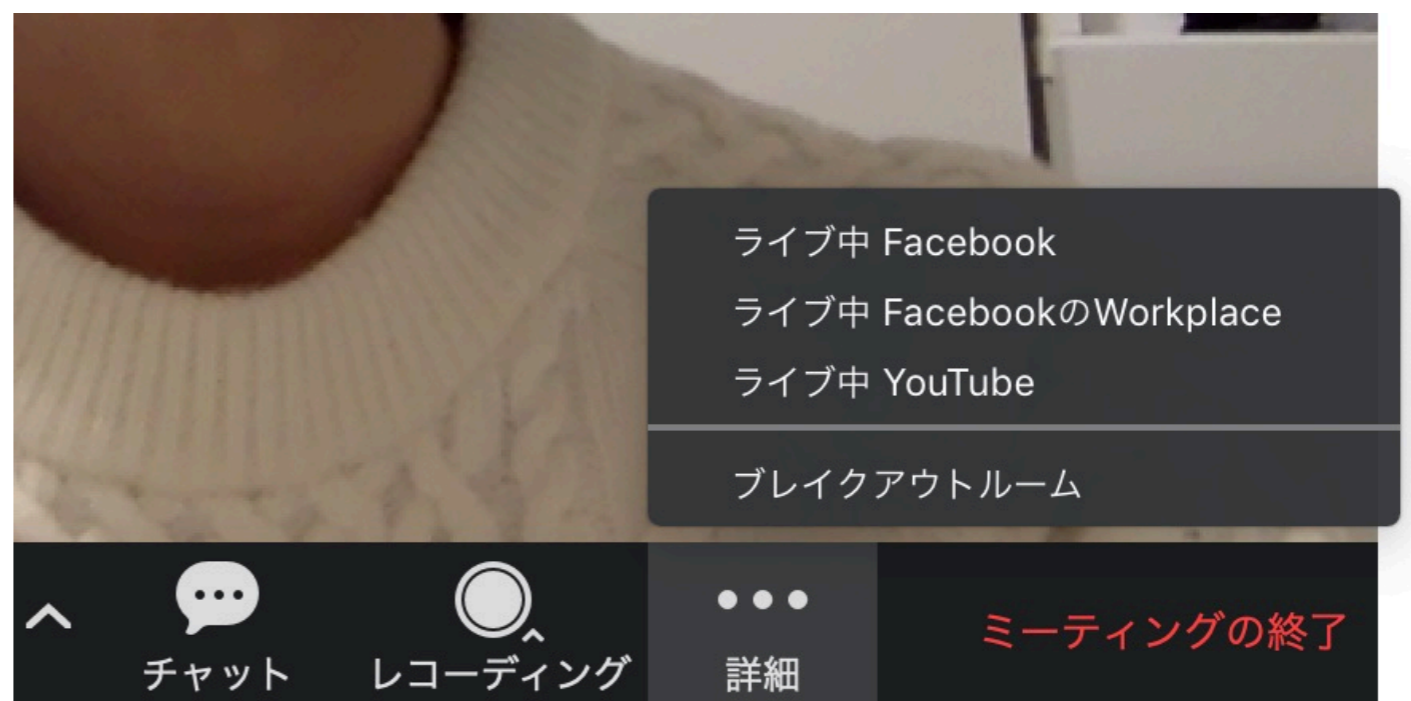 ライブ中 Facebook
ライブ中 FacebookのWorkplace
ライブ中 YouTube
ブレイクアウトルーム
チャット
レコーディング
詳細
ミーティングの終了